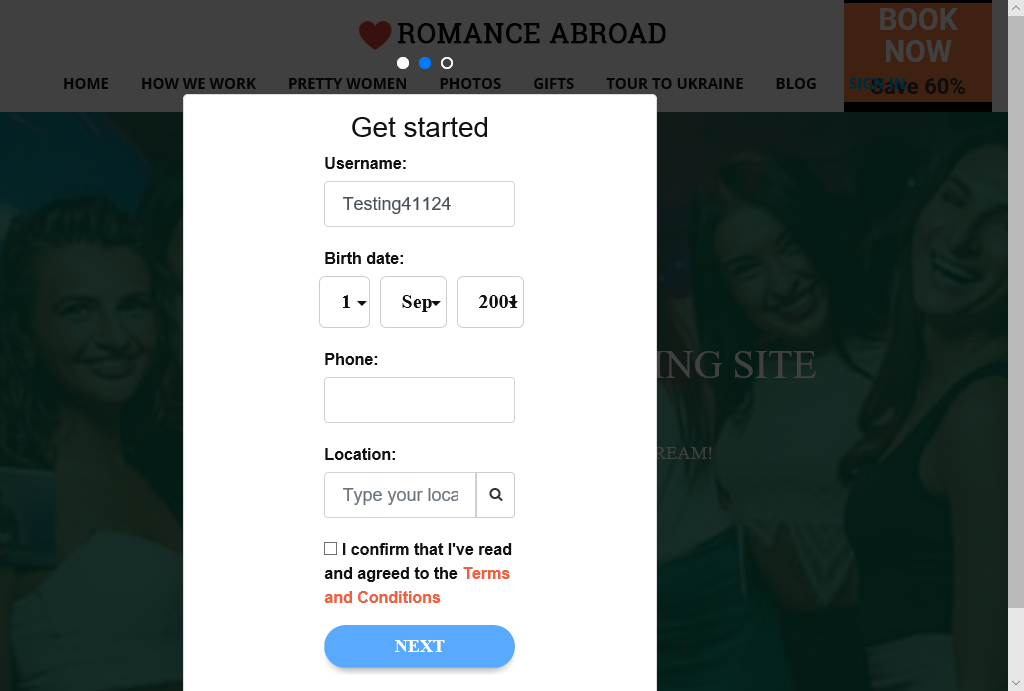 ROMANCE ABROAD
BOOK
NOW
Save 60%
HOME HOW WE WORK PRETTY WOMEN PHOTOS GIFTS TOUR TO UKRAINE BLOG SIGN IN
Get started
Username:
Testing41124
Birth date:
1 Sep 2001
Phone:
ING SITE
REAM!
Location:
Type your loca
I confirm that I've read
and agreed to the Terms
and Conditions
NEXT